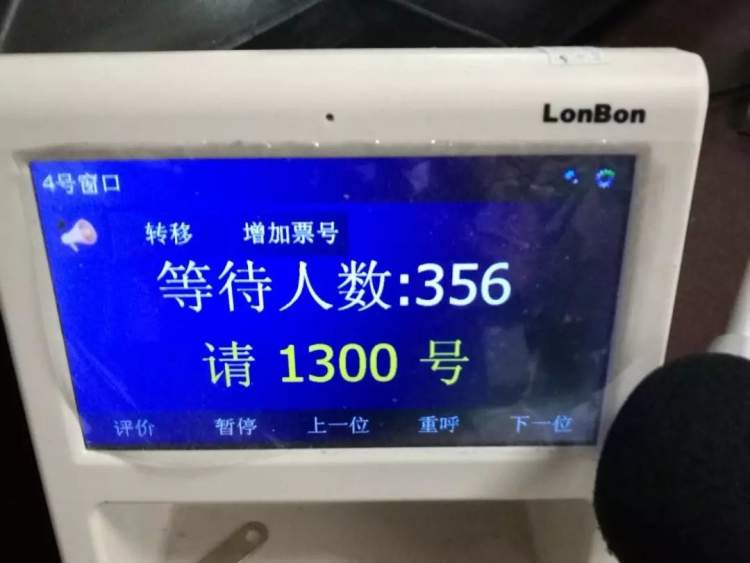 LonBon
4号窗口
转移 增加票号
等待人数:356
请 1300 号
评价 暂停 上一位 重呼 下一位